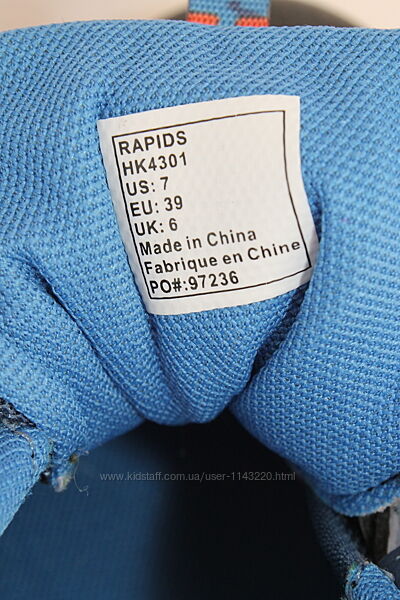 RAPIDS
HK4301
US: 7
EU: 39
UK: 6
Made in China
Fabrique en Chine
PO#:97236
www.kidstaff.com.ua/user-1143220.html